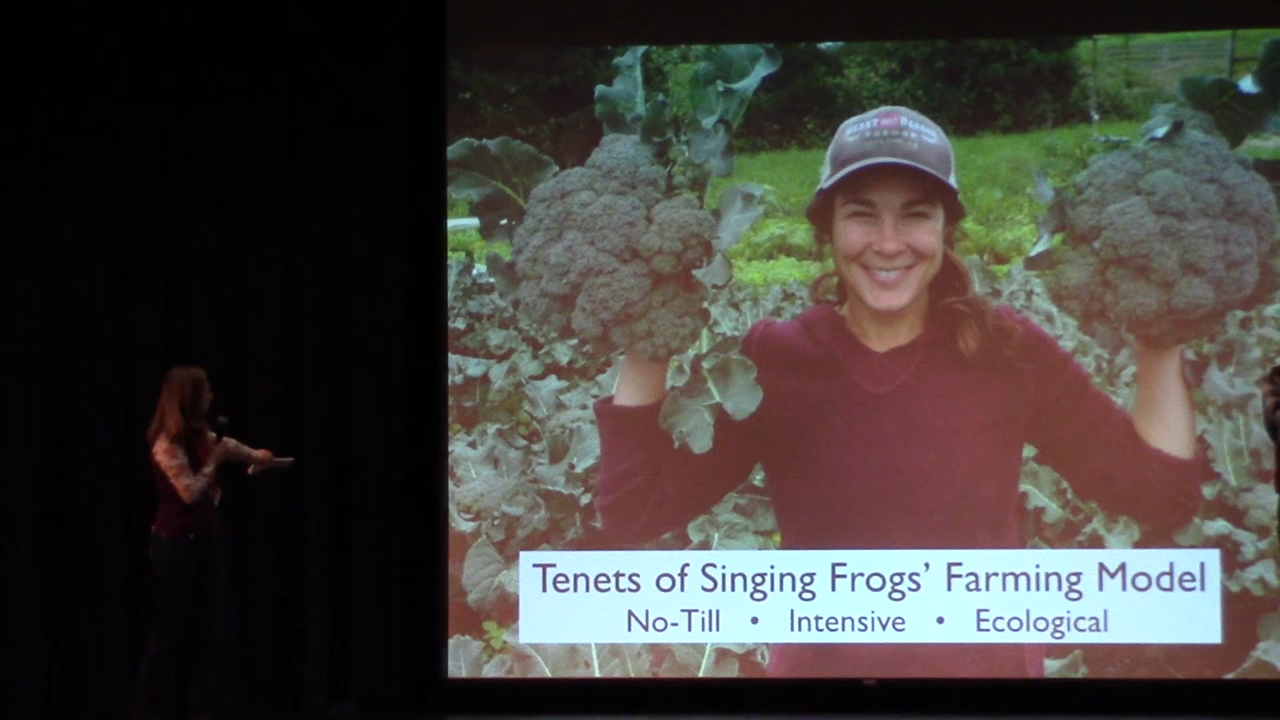 Tenets of Singing Frogs' Farming Model
No-Till • Intensive • Ecological